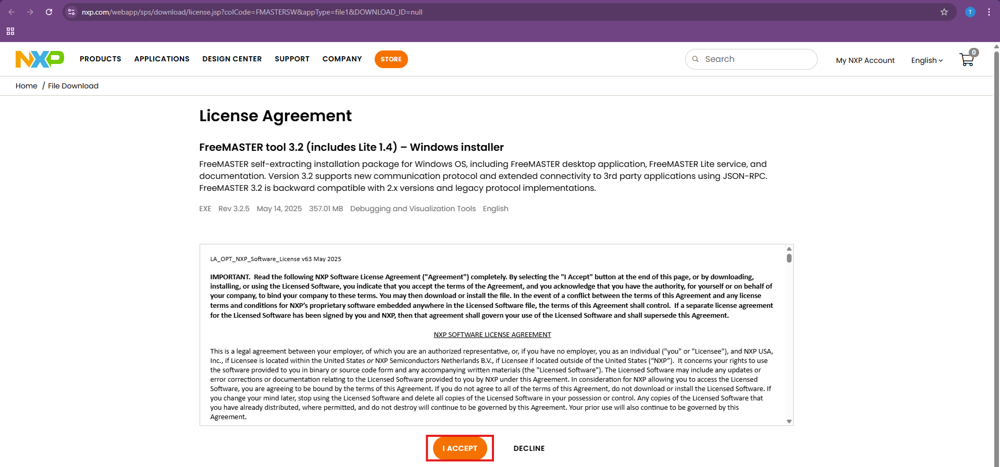 nxp.com/webapp/sps/download/license.jsp?colCode=FMASTERSW&appType=file1&DOWNLOAD_ID=null
T
NXP
PRODUCTS APPLICATIONS DESIGN CENTER SUPPORT COMPANY STORE
Search
My NXP Account
English
0
Home / File Download
License Agreement
FreeMASTER tool 3.2 (includes Lite 1.4) – Windows installer
FreeMASTER self-extracting installation package for Windows OS, including FreeMASTER desktop application, FreeMASTER Lite service, and
documentation. Version 3.2 supports new communication protocol and extended connectivity to 3rd party applications using JSON-RPC.
FreeMASTER 3.2 is backward compatible with 2.x versions and legacy protocol implementations.
EXE Rev 3.2.5 May 14, 2025 357.01 MB Debugging and Visualization Tools English
LA_OPT_NXP_Software_License v63 May 2025
IMPORTANT. Read the following NXP Software License Agreement ("Agreement") completely. By selecting the "I Accept" button at the end of this page, or by downloading,
installing, or using the Licensed Software, you indicate that you accept the terms of the Agreement, and you acknowledge that you have the authority, for yourself or on behalf of
your company, to bind your company to these terms. You may then download or install the file. In the event of a conflict between the terms of this Agreement and any license
terms and conditions for NXP’s proprietary software embedded anywhere in the Licensed Software file, the terms of this Agreement shall control. If a separate license agreement
for the Licensed Software has been signed by you and NXP, then that agreement shall govern your use of the Licensed Software and shall supersede this Agreement.
NXP SOFTWARE LICENSE AGREEMENT
This is a legal agreement between your employer, of which you are an authorized representative, or, if you have no employer, you as an individual ("you" or "Licensee"), and NXP USA,
Inc., if Licensee is located within the United States or NXP Semiconductors Netherlands B.V., if Licensee if located outside of the United States (“NXP”). It concerns your rights to use
the software provided to you in binary or source code form and any accompanying written materials (the "Licensed Software"). The Licensed Software may include any updates or
error corrections or documentation relating to the Licensed Software provided to you by NXP under this Agreement. In consideration for NXP allowing you to access the Licensed
Software, you are agreeing to be bound by the terms of this Agreement. If you do not agree to all of the terms of this Agreement, do not download or install the Licensed Software. If
you change your mind later, stop using the Licensed Software and delete all copies of the Licensed Software in your possession or control. Any copies of the Licensed Software that
you have already distributed, where permitted, and do not destroy will continue to be governed by this Agreement. Your prior use will also continue to be governed by this
Agreement.
I ACCEPT
DECLINE